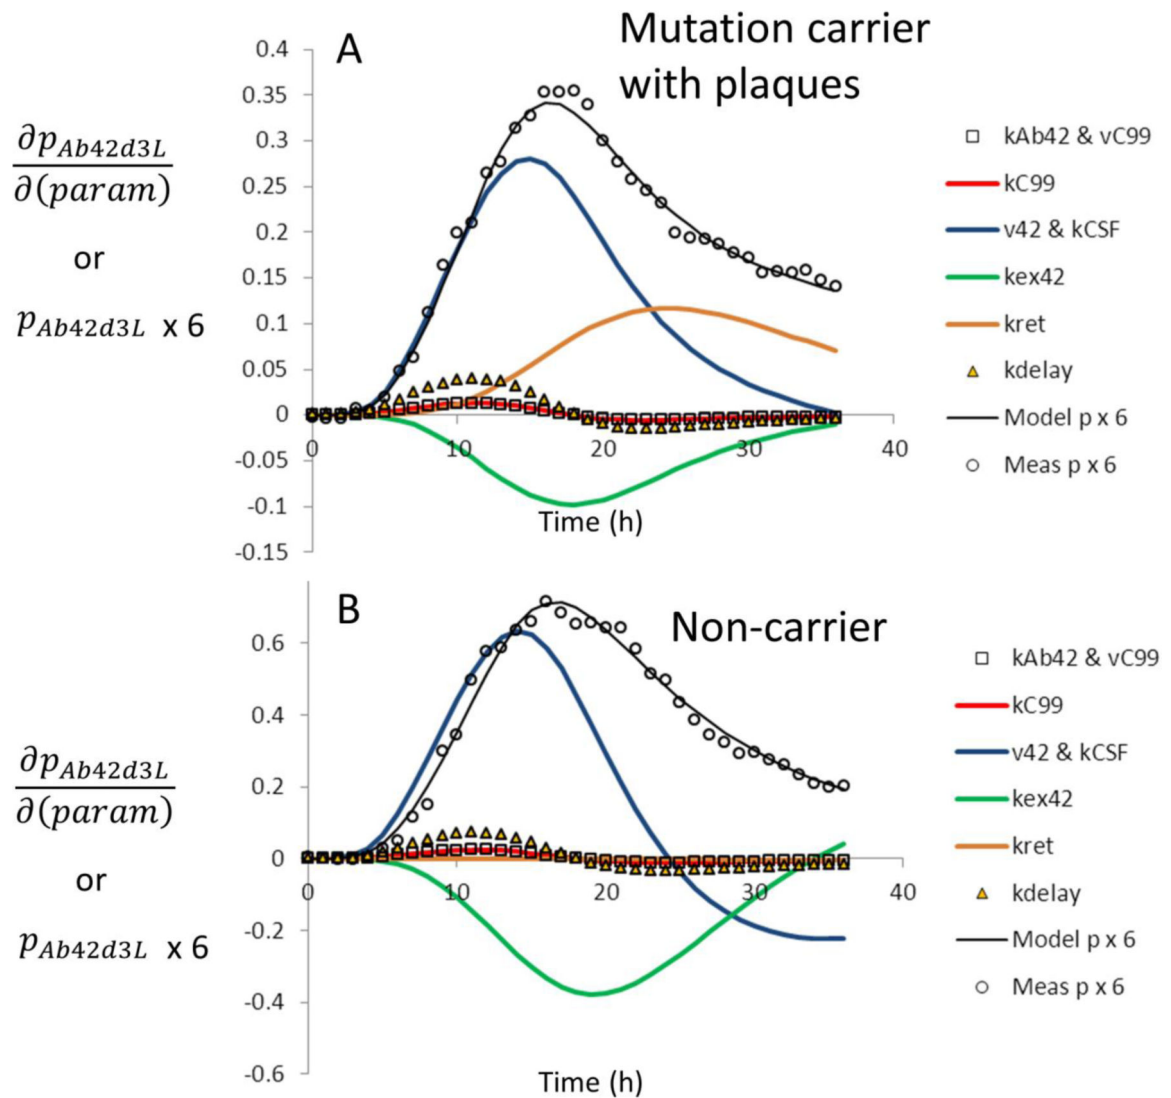 A
Mutation carrier
with plaques
0.4
0.35
0.3
0.25
0.2
0.15
0.1
0.05
0
-0.05
-0.1
-0.15
0
10
20
30
40
Time (h)
∂p_Ab42d3L
∂(param)
or
p_Ab42d3L x 6
kAb42 & vC99
kC99
v42 & kCSF
kex42
kret
kdelay
Model p x 6
Meas p x 6
B
Non-carrier
0.6
0.4
0.2
0
-0.2
-0.4
-0.6
0
10
20
30
40
Time (h)
∂p_Ab42d3L
∂(param)
or
p_Ab42d3L x 6
kAb42 & vC99
kC99
v42 & kCSF
kex42
kret
kdelay
Model p x 6
Meas p x 6